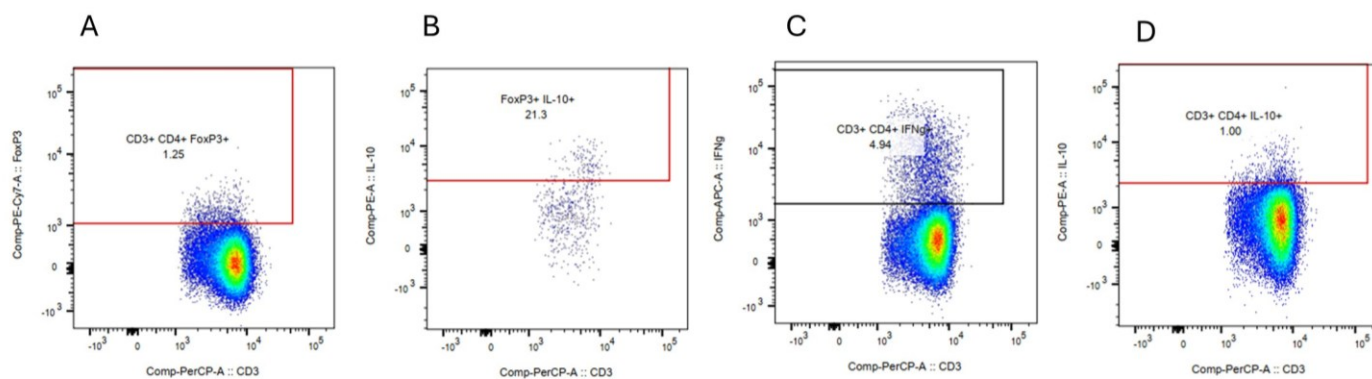 A
B
C
D
Comp-PE-Cy7-A :: FoxP3
10⁵
10⁴
10³
0
-10³
CD3+ CD4+ FoxP3+
1.25
-10³ 0 10³ 10⁴ 10⁵
Comp-PerCP-A :: CD3
Comp-PE-A :: IL-10
10⁵
10⁴
10³
0
-10³
FoxP3+ IL-10+
21.3
-10³ 0 10³ 10⁴ 10⁵
Comp-PerCP-A :: CD3
Comp-APC-A :: IFNg
10⁵
10⁴
10³
0
-10³
CD3+ CD4+ IFNg+
4.94
-10³ 0 10³ 10⁴ 10⁵
Comp-PerCP-A :: CD3
Comp-PE-A :: IL-10
10⁵
10⁴
10³
0
-10³
CD3+ CD4+ IL-10+
1.00
-10³ 0 10³ 10⁴ 10⁵
Comp-PerCP-A :: CD3